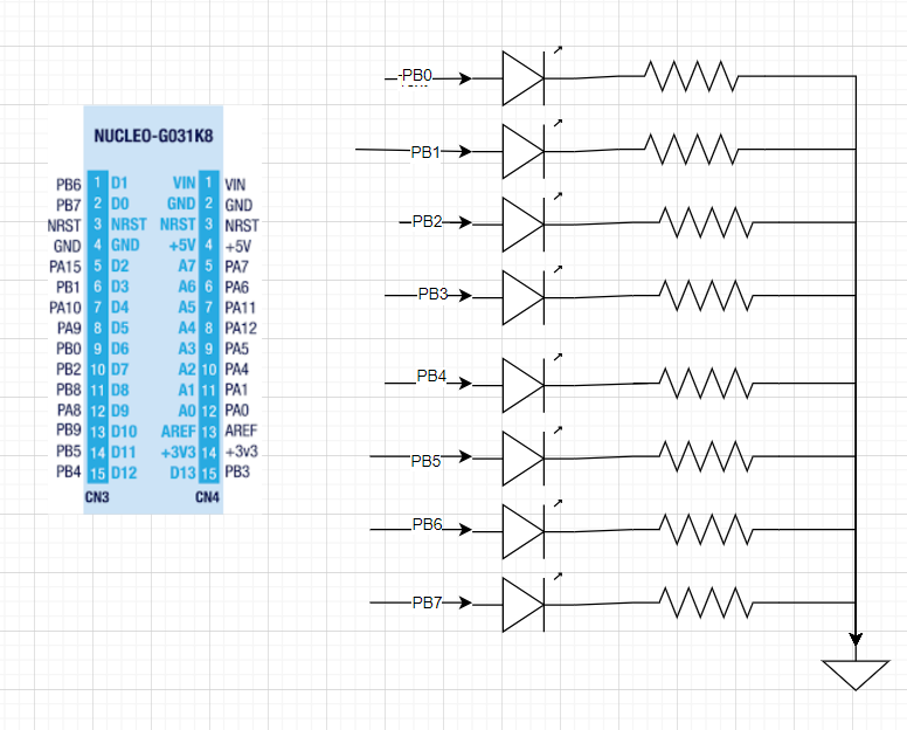 NUCLEO-G031K8
PB6 1 D1 VIN 1 VIN
PB7 2 D0 GND 2 GND
NRST 3 NRST NRST 3 NRST
GND 4 GND +5V 4 +5V
PA15 5 D2 A7 5 PA7
PB1 6 D3 A6 6 PA6
PA10 7 D4 A5 7 PA11
PA9 8 D5 A4 8 PA12
PB0 9 D6 A3 9 PA5
PB2 10 D7 A2 10 PA4
PB8 11 D8 A1 11 PA1
PA8 12 D9 A0 12 PA0
PB9 13 D10 AREF 13 AREF
PB5 14 D11 +3V3 14 +3v3
PB4 15 D12 D13 15 PB3
CN3 CN4
PB0
PB1
PB2
PB3
PB4
PB5
PB6
PB7